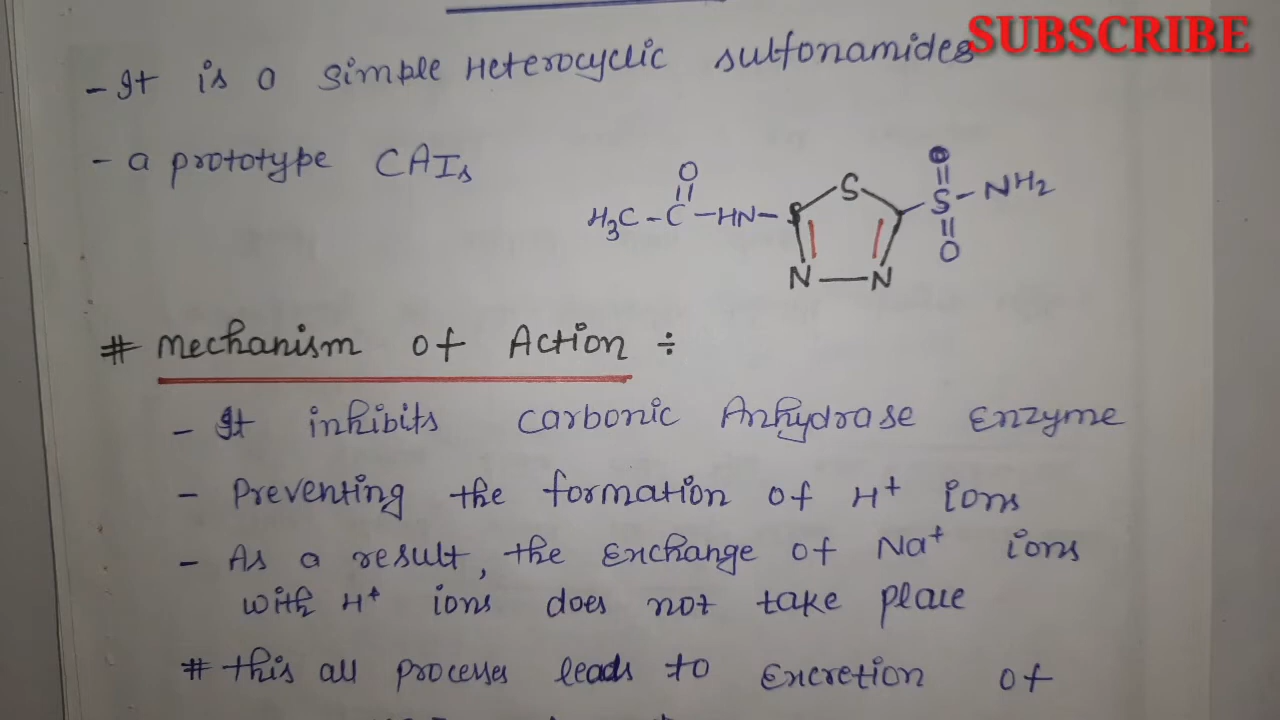 SUBSCRIBE
- It is a simple Heterocyclic sulfonamides
- a prototype CAIs
H3C - C - HN - S S NH2
O
O
O
N - N
# Mechanism of Action ÷
- It inhibits carbonic Anhydrase Enzyme
- Preventing the formation of H+ ions
- As a result, the Exchange of Na+ ions
with H+ ions does not take place
# this all processes leads to Excretion of